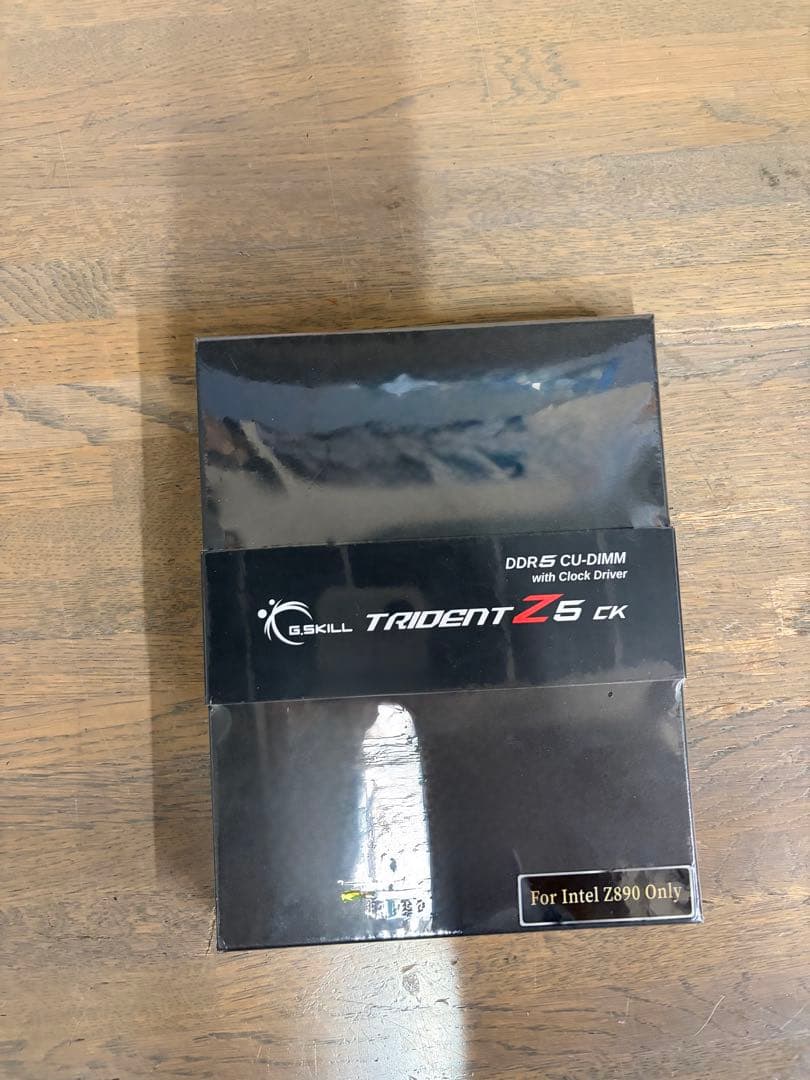 DDR5 CU-DIMM
with Clock Driver
G.SKILL TRIDENT Z5 CK
For Intel Z890 Only